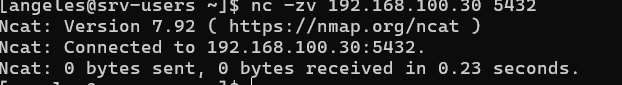 [angeles@srv-users ~]$ nc -zv 192.168.100.30 5432
Ncat: Version 7.92 ( https://nmap.org/ncat )
Ncat: Connected to 192.168.100.30:5432.
Ncat: 0 bytes sent, 0 bytes received in 0.23 seconds.